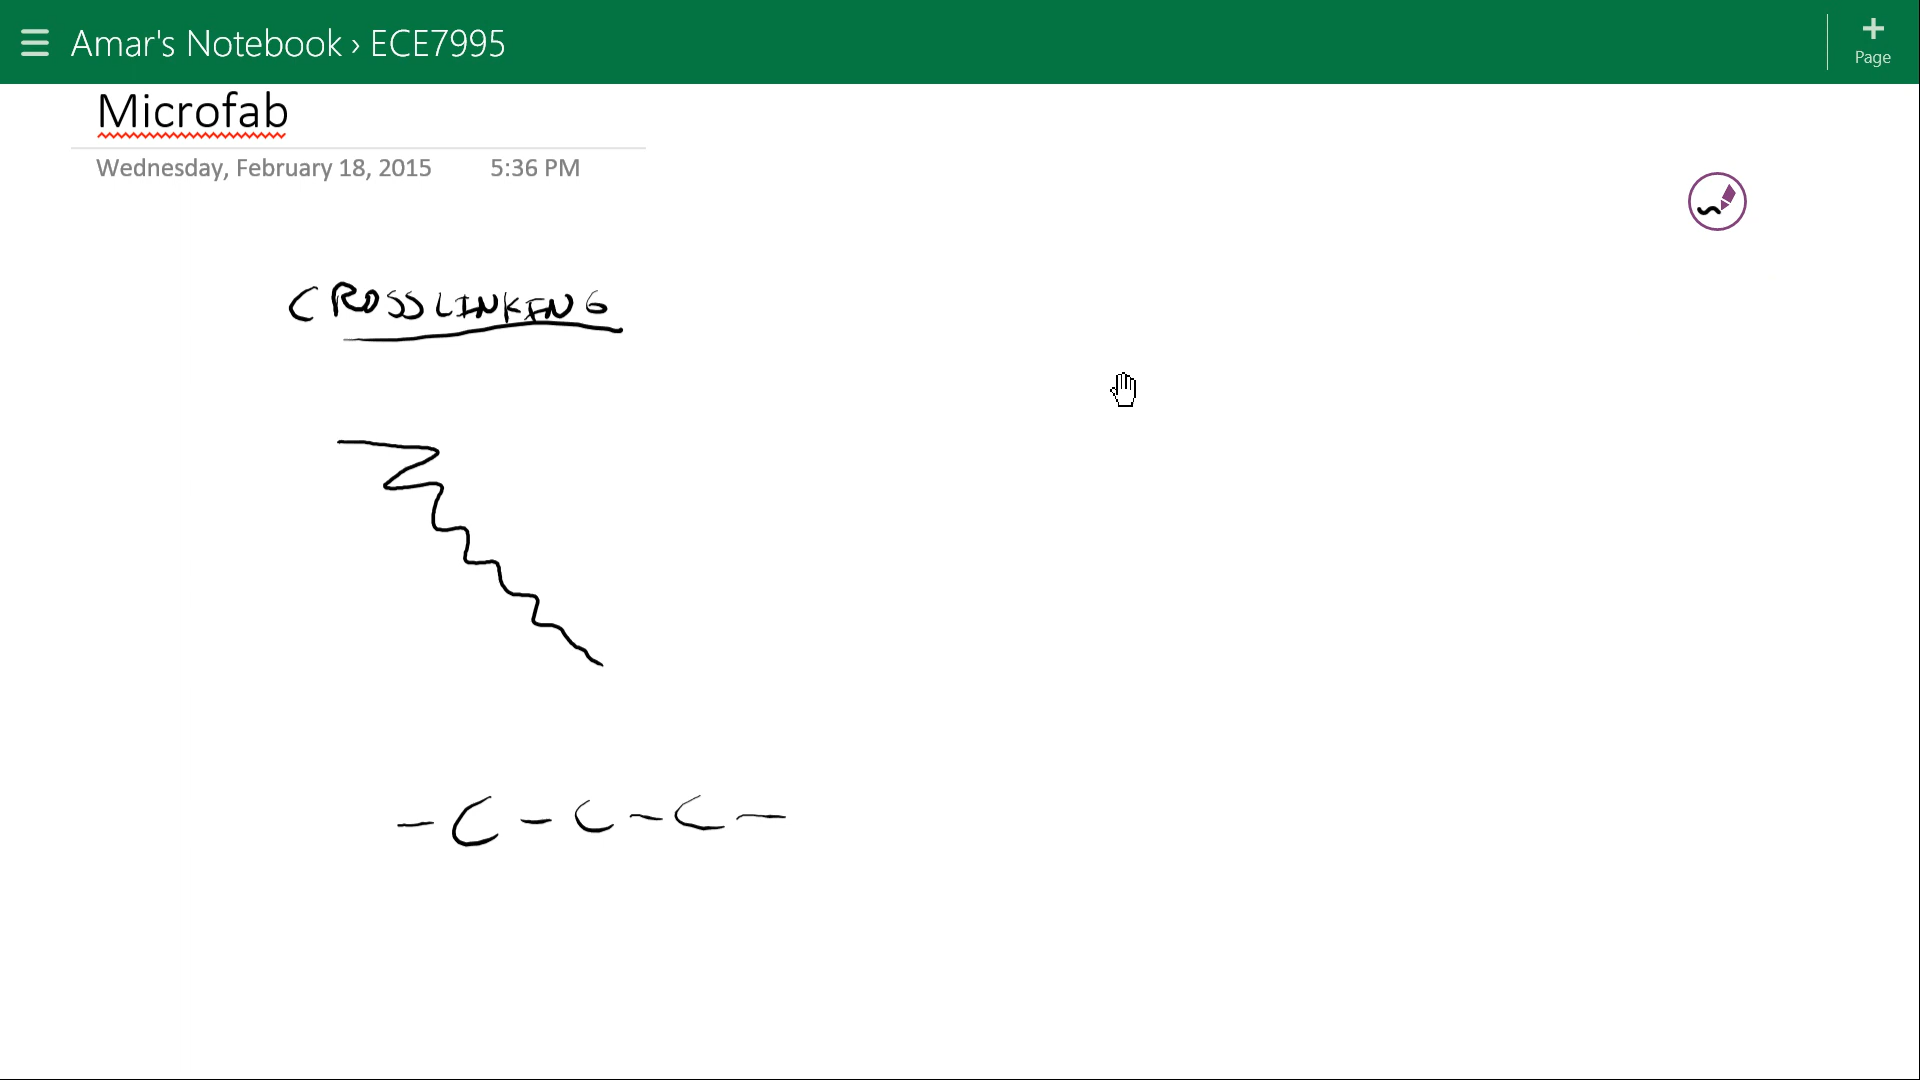 Amar's Notebook › ECE7995
Page
Microfab
Wednesday, February 18, 2015 5:36 PM
CROSSLINKING
- C - C - C -